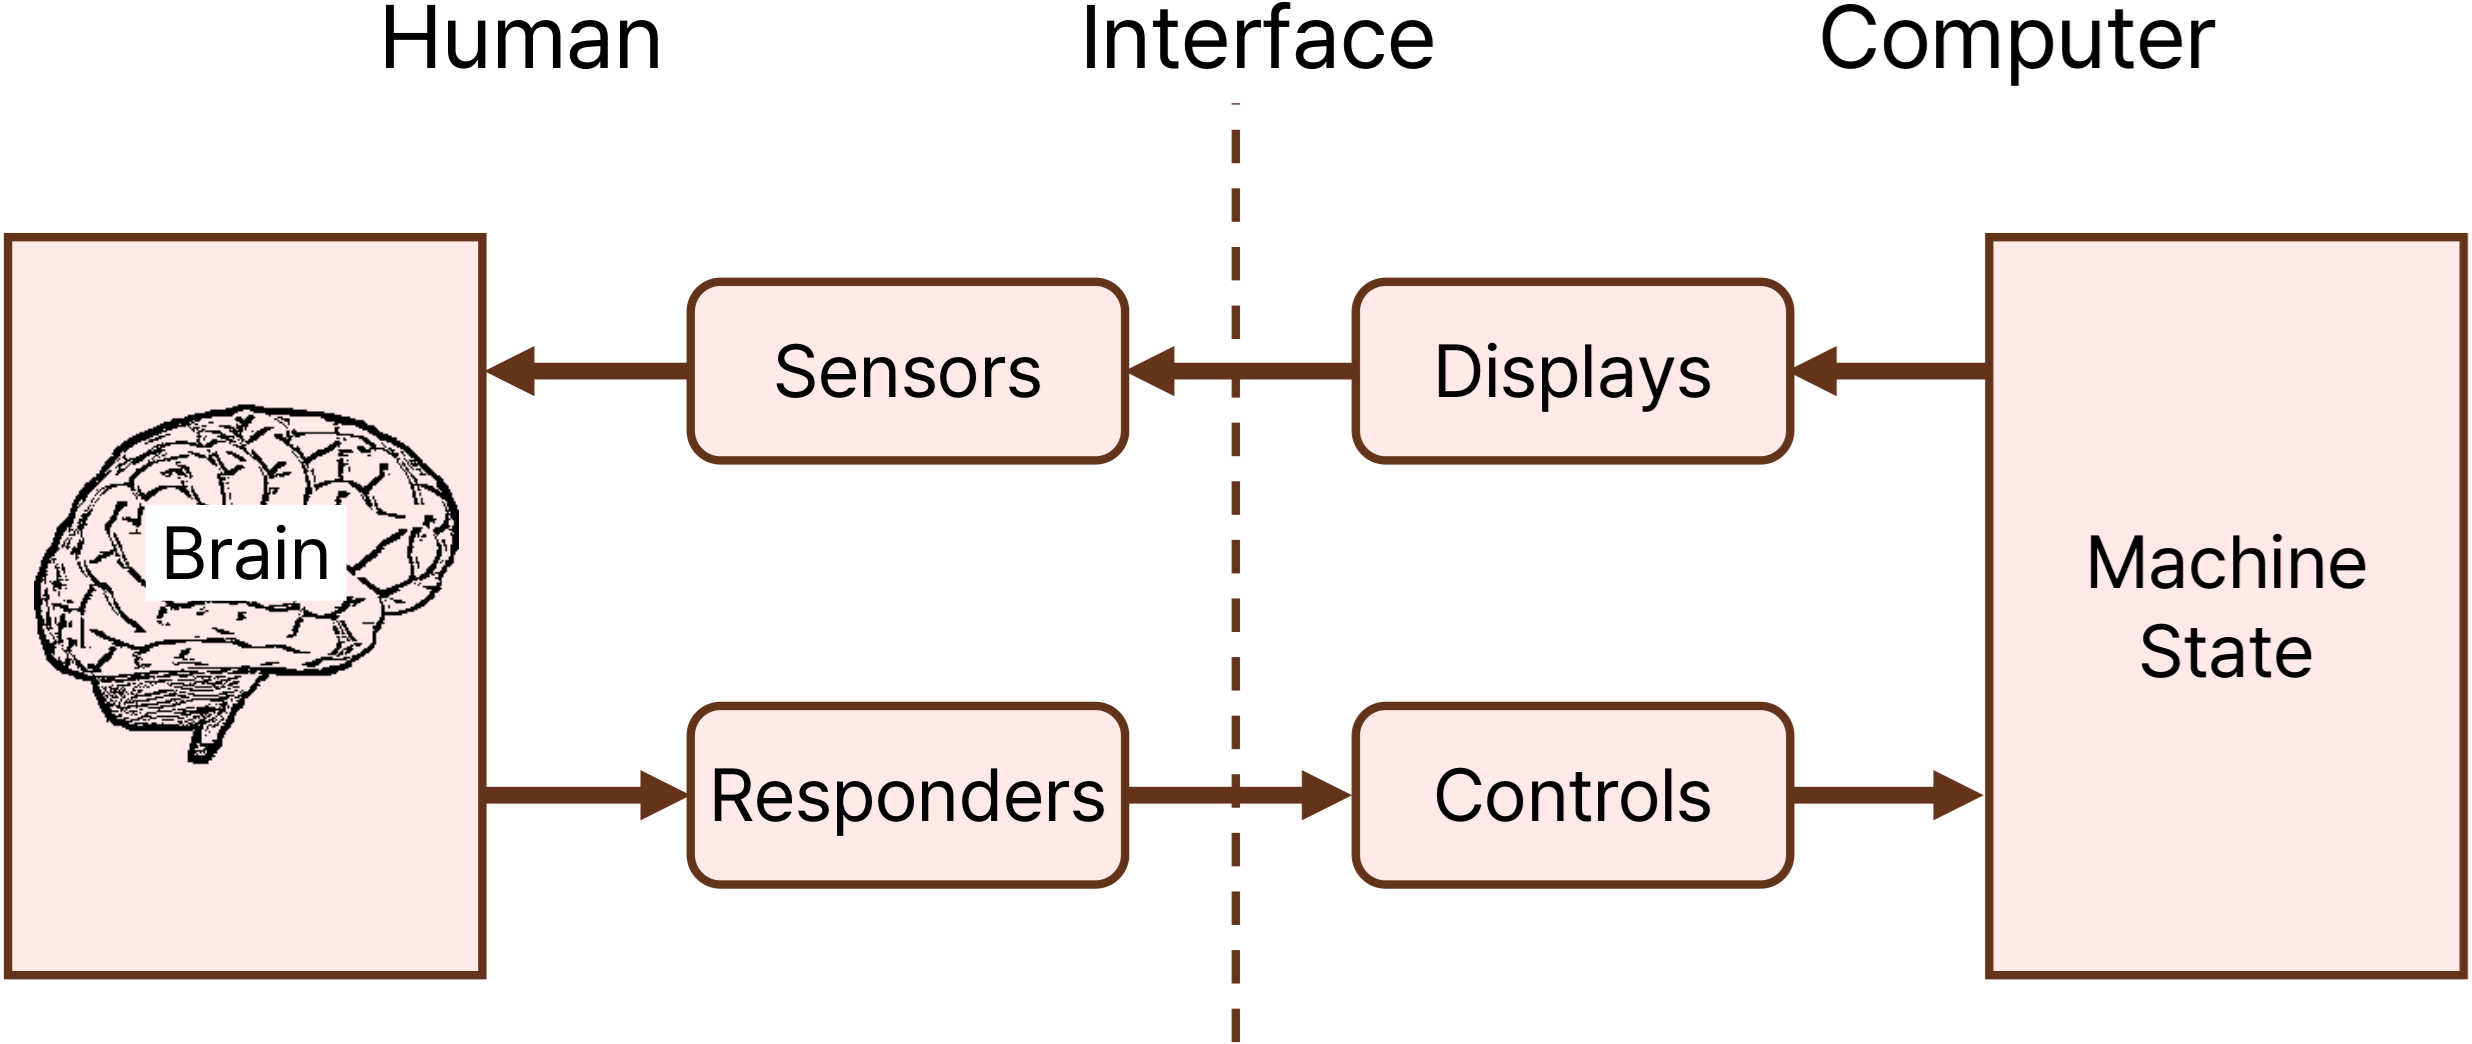 Human
Interface
Computer
Sensors
Displays
Brain
Machine
State
Responders
Controls